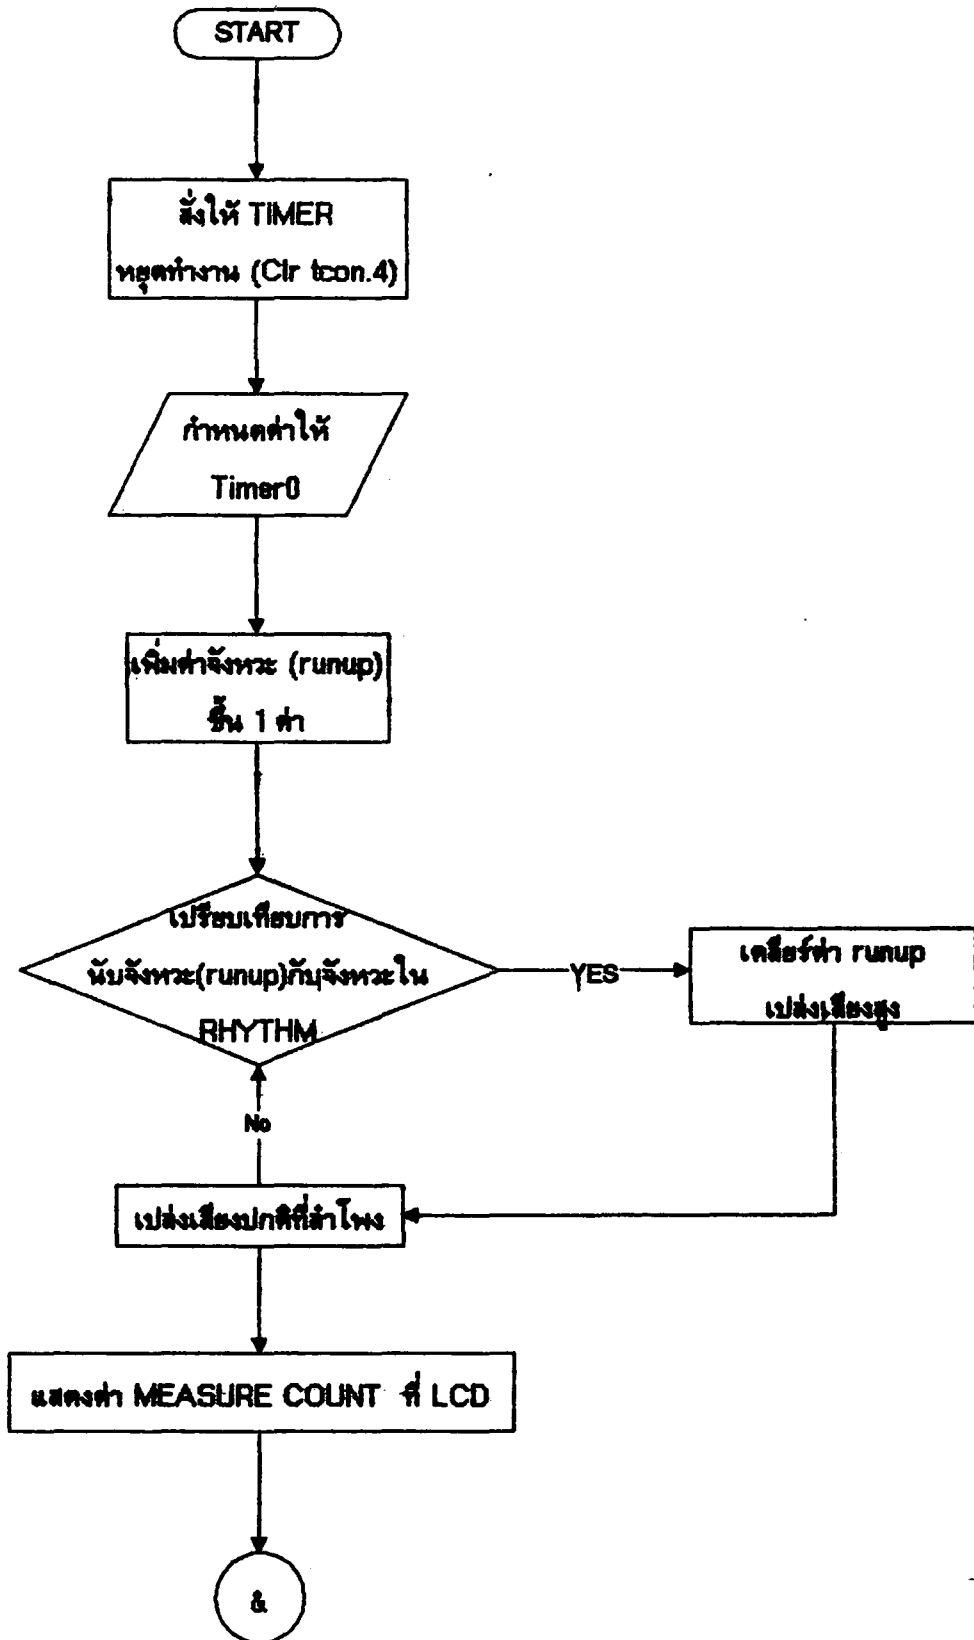 START
สั่งให้ TIMER
หยุดทำงาน (Clr tcon.4)
กำหนดค่าให้
Timer0
เพิ่มค่าจังหวะ (runup)
ขึ้น 1 ค่า
เปรียบเทียบการ
นับจังหวะ(runup)กับจังหวะใน
RHYTHM
YES
เคลียร์ค่า runup
เปล่งเสียงสูง
No
เปล่งเสียงปกติที่ลำโพง
แสดงค่า MEASURE COUNT ที่ LCD
&